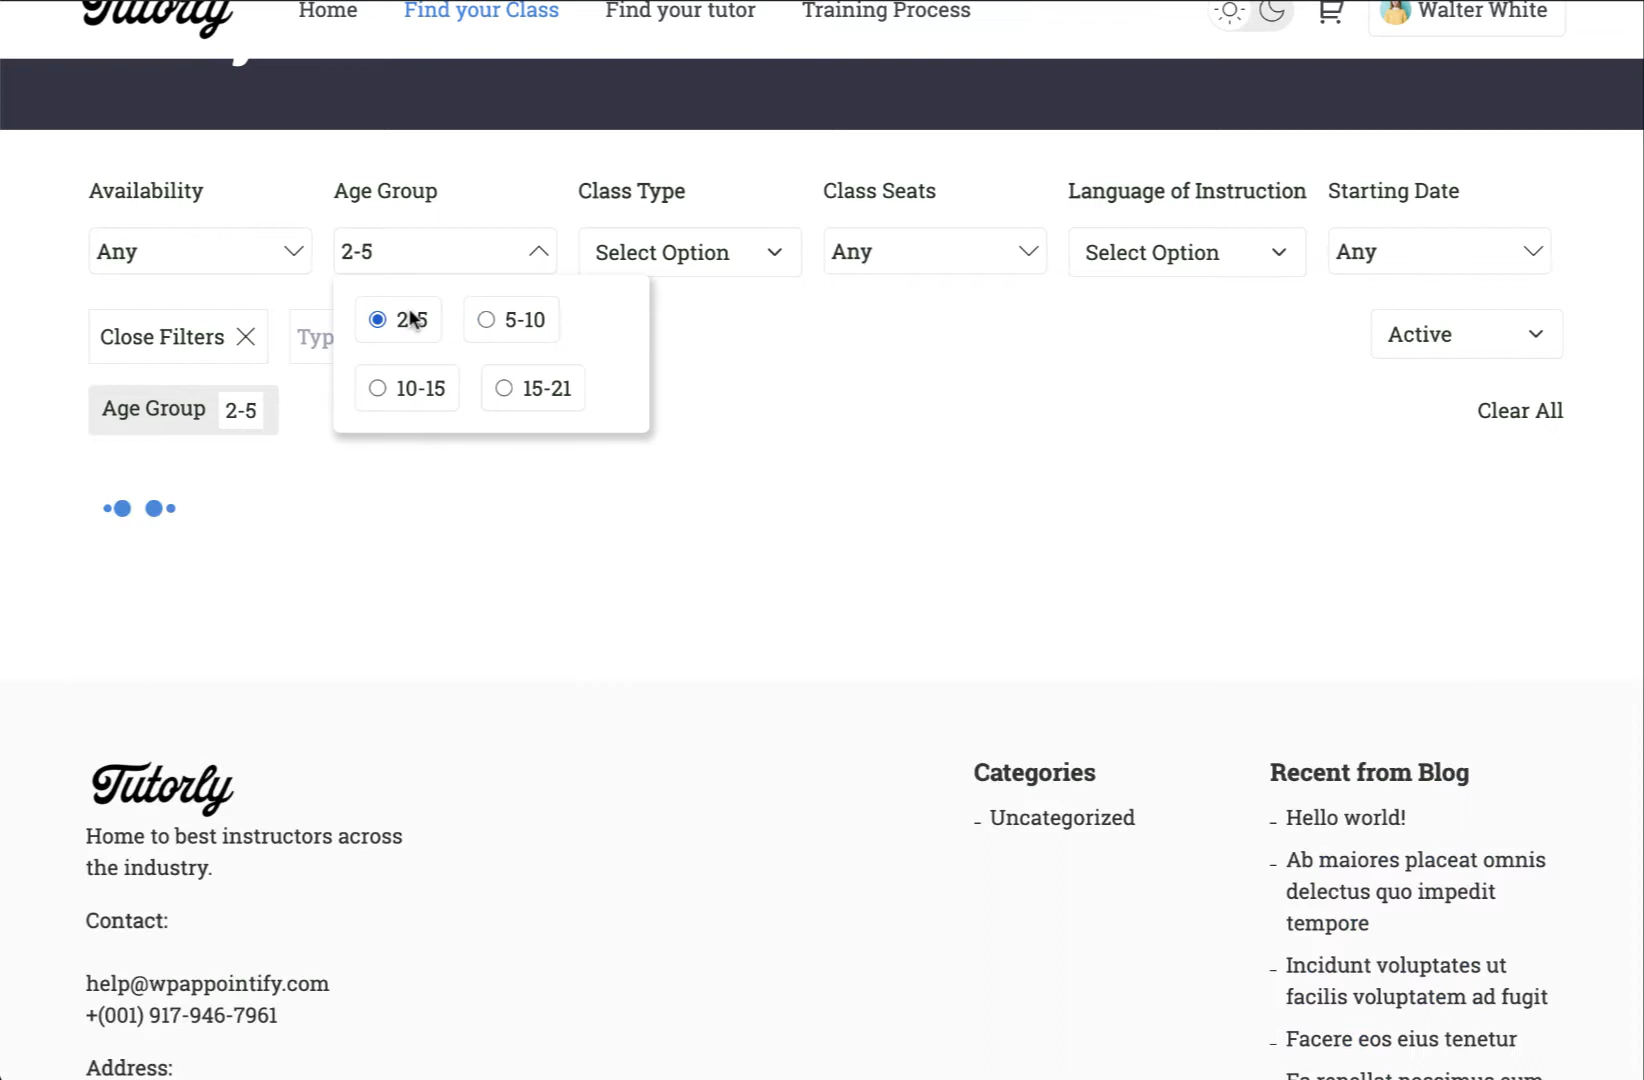 Tutorly
Home
Find your Class
Find your tutor
Training Process
Walter White
Availability
Age Group
Class Type
Class Seats
Language of Instruction
Starting Date
Any
2-5
Select Option
Any
Select Option
Any
2-5
5-10
Close Filters
Typ
Active
10-15
15-21
Age Group 2-5
Clear All
Tutorly
Home to best instructors across
the industry.
Contact:
help@wpappointify.com
+(001) 917-946-7961
Address:
Categories
- Uncategorized
Recent from Blog
- Hello world!
- Ab maiores placeat omnis
delectus quo impedit
tempore
- Incidunt voluptates ut
facilis voluptatem ad fugit
- Facere eos eius tenetur